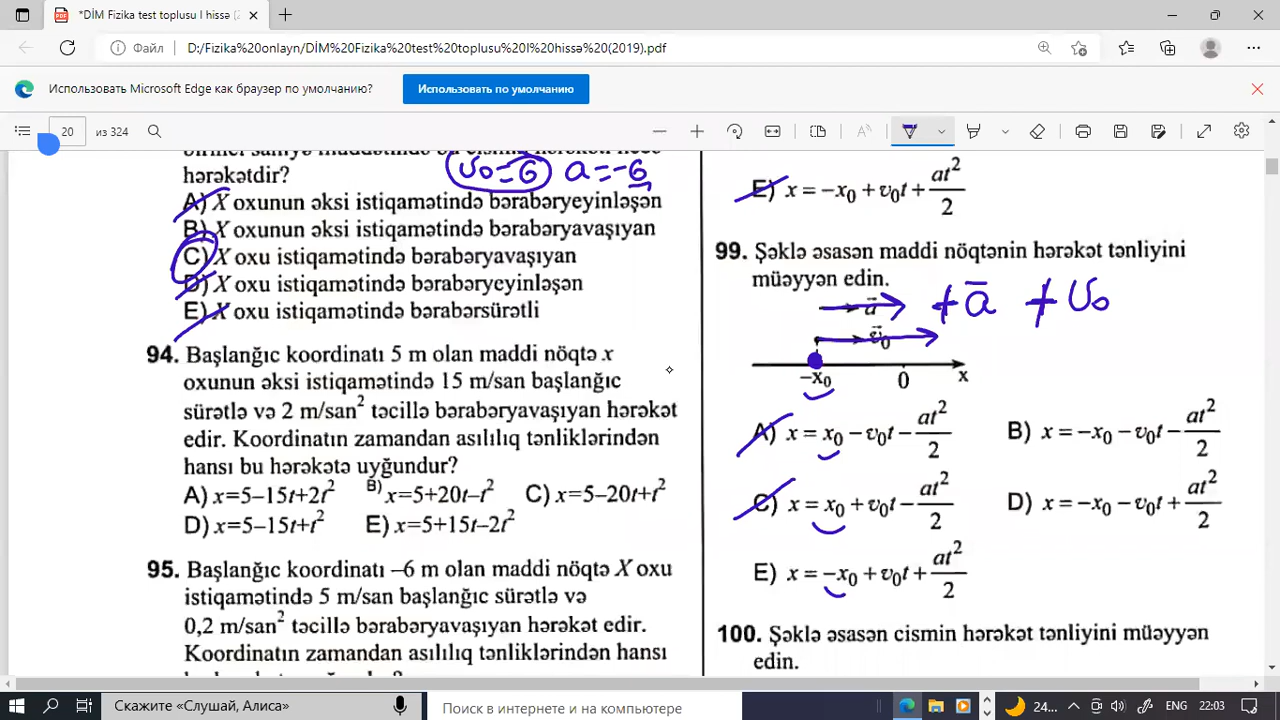 *DİM Fizika test toplusu I hissə (2
Файл
D:/Fizika%20onlayn/DİM%20Fizika%20test%20toplusu%20I%20hissə%20(2019).pdf
Использовать Microsoft Edge как браузер по умолчанию?
Использовать по умолчанию
20 из 324
hərəkətdir?
υ₀=6 a=-6
A) X oxunun əksi istiqamətində bərabəryeyinləşən
B) X oxunun əksi istiqamətində bərabəryavaşıyan
C) X oxu istiqamətində bərabəryavaşıyan
D) X oxu istiqamətində bərabəryeyinləşən
E) X oxu istiqamətində bərabərsürətli
94. Başlanğıc koordinatı 5 m olan maddi nöqtə x
oxunun əksi istiqamətində 15 m/san başlanğıc
sürətlə və 2 m/san² təcillə bərabəryavaşıyan hərəkət
edir. Koordinatın zamandan asılılıq tənliklərindən
hansı bu hərəkətə uyğundur?
A) x=5–15t+2t² B) x=5+20t–t² C) x=5–20t+t²
D) x=5–15t+t² E) x=5+15t–2t²
95. Başlanğıc koordinatı –6 m olan maddi nöqtə X oxu
istiqamətində 5 m/san başlanğıc sürətlə və
0,2 m/san² təcillə bərabəryavaşıyan hərəkət edir.
Koordinatın zamandan asılılıq tənliklərindən hansı
E) x = −x₀ + υ₀t + at²/2
99. Şəklə əsasən maddi nöqtənin hərəkət tənliyini
müəyyən edin.
a⃗ +a̅ +υ₀
υ⃗₀
−x₀ 0 x
A) x = x₀ − υ₀t − at²/2 B) x = −x₀ − υ₀t − at²/2
C) x = x₀ + υ₀t − at²/2 D) x = −x₀ − υ₀t + at²/2
E) x = −x₀ + υ₀t + at²/2
100. Şəklə əsasən cismin hərəkət tənliyini müəyyən
edin.
Скажите «Слушай, Алиса»
Поиск в интернете и на компьютере
24... ENG 22:03